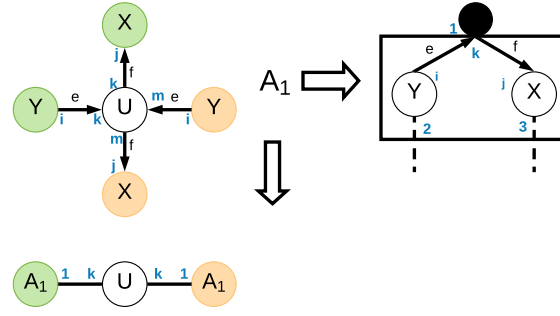 X
j
f
k
Y e U m e Y
i k i
m
f
j
X
A1
1
e f
k
Y i j X
2 3
A1 1 k U k 1 A1